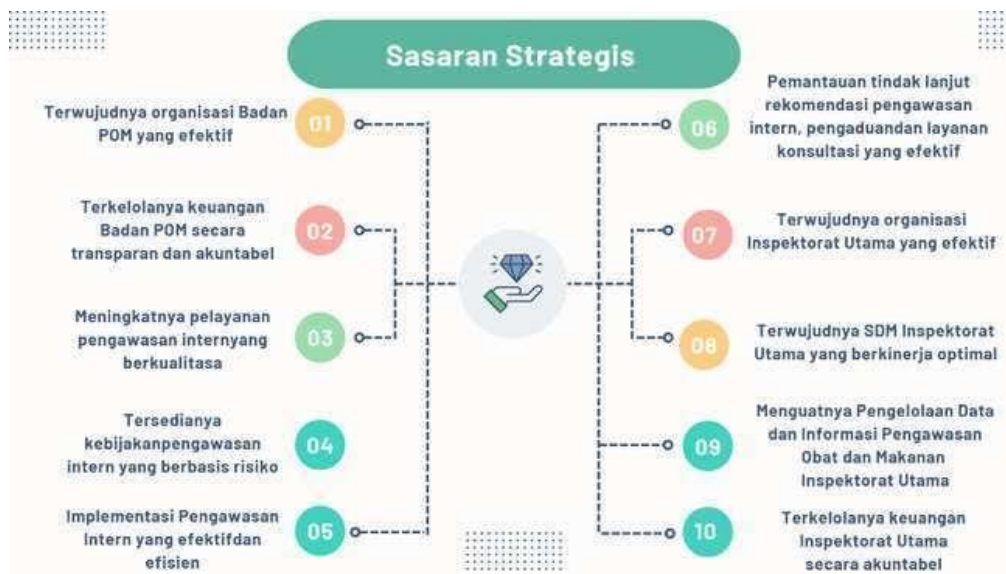 Sasaran Strategis
Terwujudnya organisasi Badan
POM yang efektif
01
Terkelolanya keuangan
Badan POM secara
transparan dan akuntabel
02
Meningkatnya pelayanan
pengawasan internyang
berkualitasa
03
Tersedianya
kebijakanpengawasan
intern yang berbasis risiko
04
Implementasi Pengawasan
Intern yang efektifdan
efisien
05
06
Pemantauan tindak lanjut
rekomendasi pengawasan
intern, pengaduandan layanan
konsultasi yang efektif
07
Terwujudnya organisasi
Inspektorat Utama yang efektif
08
Terwujudnya SDM Inspektorat
Utama yang berkinerja optimal
09
Menguatnya Pengelolaan Data
dan Informasi Pengawasan
Obat dan Makanan
Inspektorat Utama
10
Terkelolanya keuangan
Inspektorat Utama
secara akuntabel